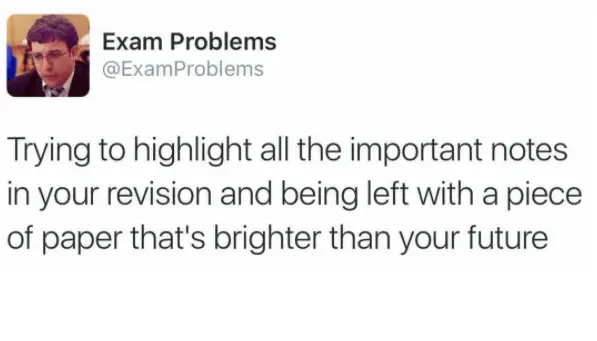 Exam Problems
@ExamProblems
Trying to highlight all the important notes
in your revision and being left with a piece
of paper that's brighter than your future